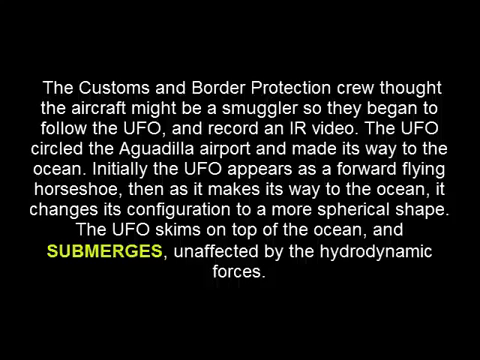 The Customs and Border Protection crew thought
the aircraft might be a smuggler so they began to
follow the UFO, and record an IR video. The UFO
circled the Aguadilla airport and made its way to the
ocean. Initially the UFO appears as a forward flying
horseshoe, then as it makes its way to the ocean, it
changes its configuration to a more spherical shape.
The UFO skims on top of the ocean, and
SUBMERGES, unaffected by the hydrodynamic
forces.